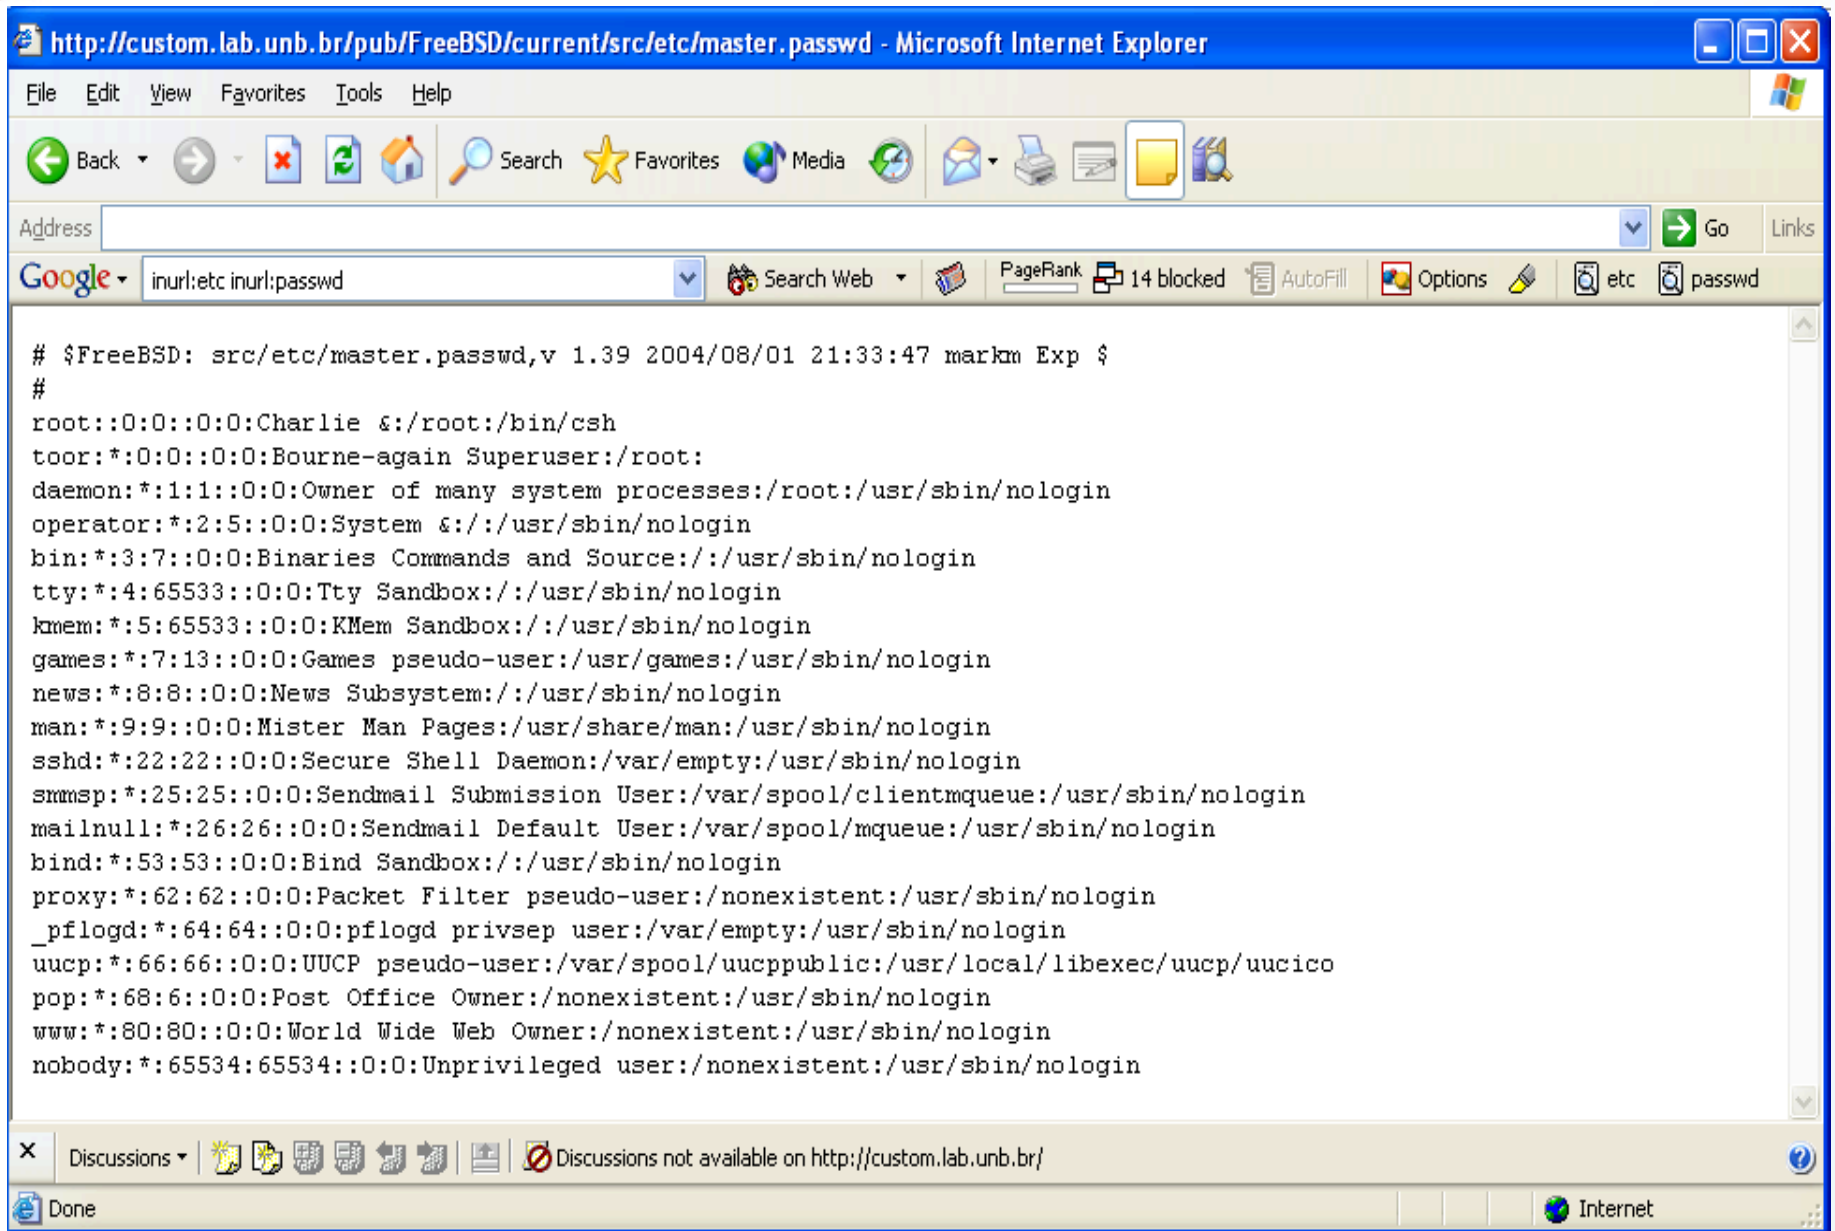 http://custom.lab.unb.br/pub/FreeBSD/current/src/etc/master.passwd - Microsoft Internet Explorer
File Edit View Favorites Tools Help
Back Search Favorites Media
Address Go Links
Google inurl:etc inurl:passwd Search Web PageRank 14 blocked AutoFill Options etc passwd
# $FreeBSD: src/etc/master.passwd,v 1.39 2004/08/01 21:33:47 markm Exp $
#
root::0:0::0:0:Charlie &:/root:/bin/csh
toor:*:0:0::0:0:Bourne-again Superuser:/root:
daemon:*:1:1::0:0:Owner of many system processes:/root:/usr/sbin/nologin
operator:*:2:5::0:0:System &:/:/usr/sbin/nologin
bin:*:3:7::0:0:Binaries Commands and Source:/:/usr/sbin/nologin
tty:*:4:65533::0:0:Tty Sandbox:/:/usr/sbin/nologin
kmem:*:5:65533::0:0:KMem Sandbox:/:/usr/sbin/nologin
games:*:7:13::0:0:Games pseudo-user:/usr/games:/usr/sbin/nologin
news:*:8:8::0:0:News Subsystem:/:/usr/sbin/nologin
man:*:9:9::0:0:Mister Man Pages:/usr/share/man:/usr/sbin/nologin
sshd:*:22:22::0:0:Secure Shell Daemon:/var/empty:/usr/sbin/nologin
smmsp:*:25:25::0:0:Sendmail Submission User:/var/spool/clientmqueue:/usr/sbin/nologin
mailnull:*:26:26::0:0:Sendmail Default User:/var/spool/mqueue:/usr/sbin/nologin
bind:*:53:53::0:0:Bind Sandbox:/:/usr/sbin/nologin
proxy:*:62:62::0:0:Packet Filter pseudo-user:/nonexistent:/usr/sbin/nologin
_pflogd:*:64:64::0:0:pflogd privsep user:/var/empty:/usr/sbin/nologin
uucp:*:66:66::0:0:UUCP pseudo-user:/var/spool/uucppublic:/usr/local/libexec/uucp/uucico
pop:*:68:6::0:0:Post Office Owner:/nonexistent:/usr/sbin/nologin
www:*:80:80::0:0:World Wide Web Owner:/nonexistent:/usr/sbin/nologin
nobody:*:65534:65534::0:0:Unprivileged user:/nonexistent:/usr/sbin/nologin
Discussions Discussions not available on http://custom.lab.unb.br/
Done Internet